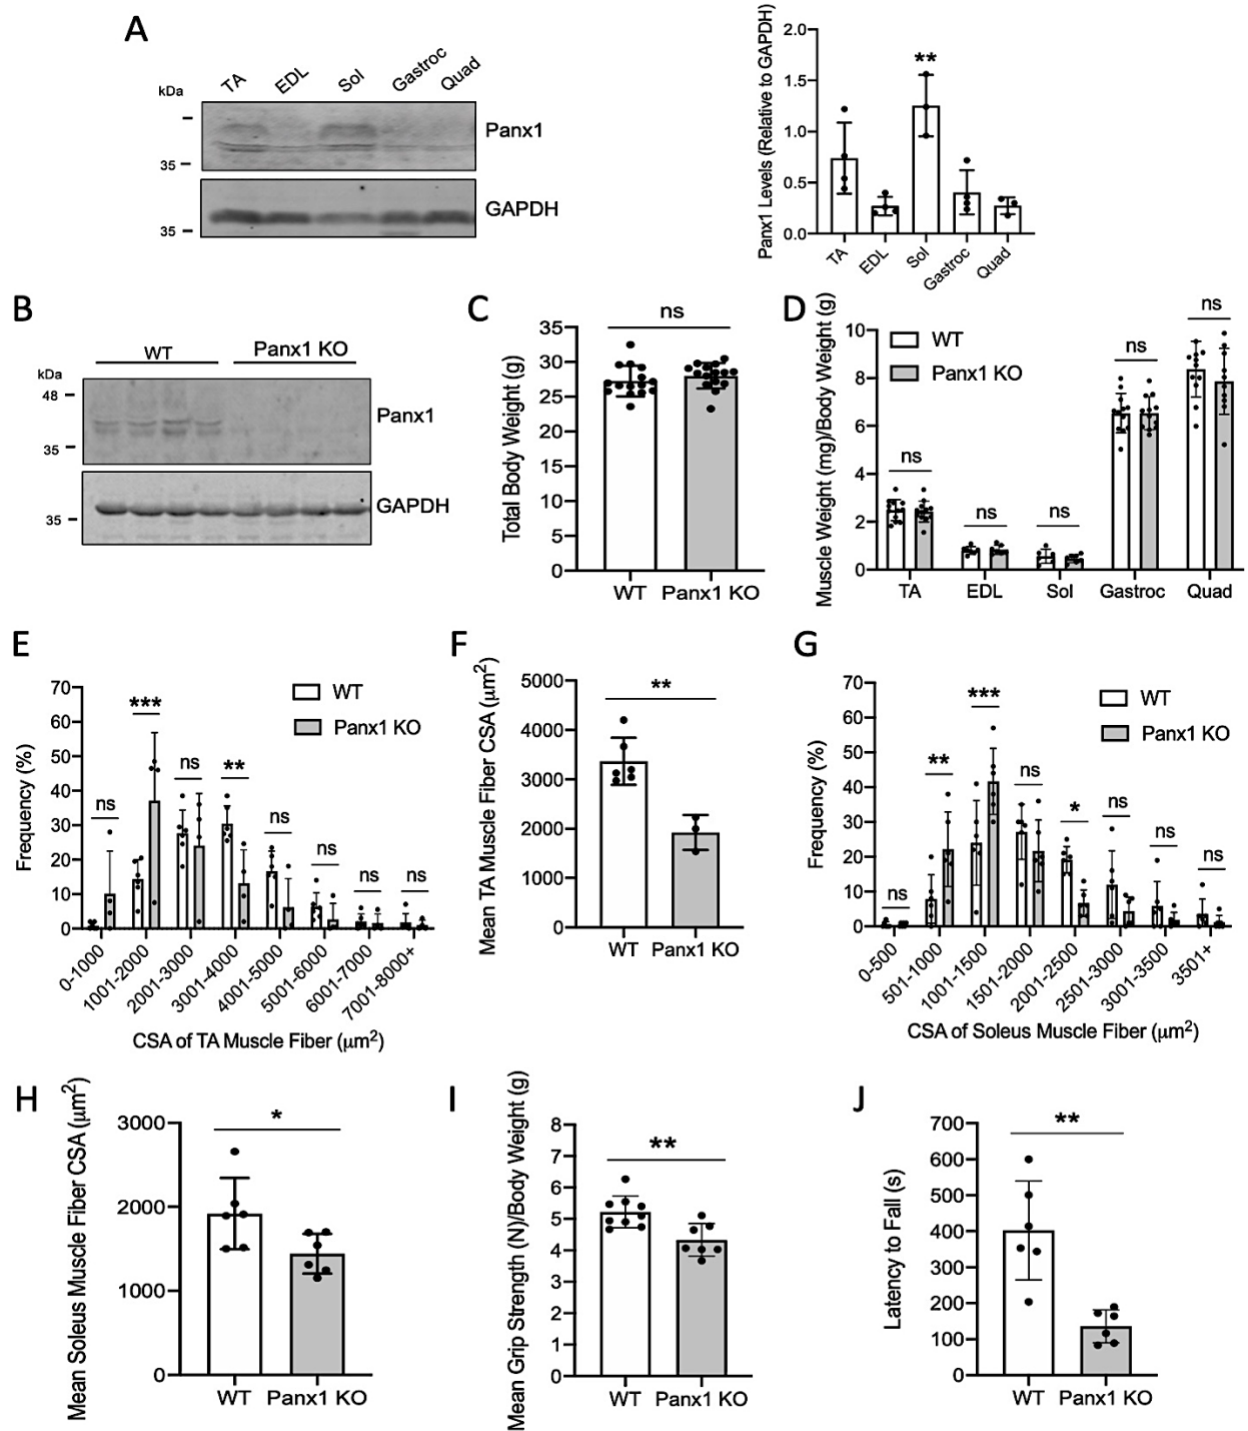 A
TA EDL Sol Gastroc Quad
kDa
Panx1
35
GAPDH
35
Panx1 Levels (Relative to GAPDH)
2.0
1.5
1.0
0.5
0.0
**
TA EDL Sol Gastroc Quad
B
WT Panx1 KO
kDa
48
Panx1
35
GAPDH
35
C
Total Body Weight (g)
35
30
25
20
15
10
5
0
ns
WT Panx1 KO
D
Muscle Weight (mg)/Body Weight (g)
10
8
6
4
2
0
WT
Panx1 KO
ns ns ns ns ns
TA EDL Sol Gastroc Quad
E
Frequency (%)
70
60
50
40
30
20
10
0
WT
Panx1 KO
ns *** ns ** ns ns ns ns
0-1000 1001-2000 2001-3000 3001-4000 4001-5000 5001-6000 6001-7000 7001-8000+
CSA of TA Muscle Fiber (μm2)
F
Mean TA Muscle Fiber CSA (μm2)
5000
4000
3000
2000
1000
0
**
WT Panx1 KO
G
Frequency (%)
70
60
50
40
30
20
10
0
WT
Panx1 KO
ns ** *** ns * ns ns ns
0-500 501-1000 1001-1500 1501-2000 2001-2500 2501-3000 3001-3500 3501+
CSA of Soleus Muscle Fiber (μm2)
H
Mean Soleus Muscle Fiber CSA (μm2)
3000
2000
1000
0
*
WT Panx1 KO
I
Mean Grip Strength (N)/Body Weight (g)
8
7
6
5
4
3
2
1
0
**
WT Panx1 KO
J
Latency to Fall (s)
700
600
500
400
300
200
100
0
**
WT Panx1 KO